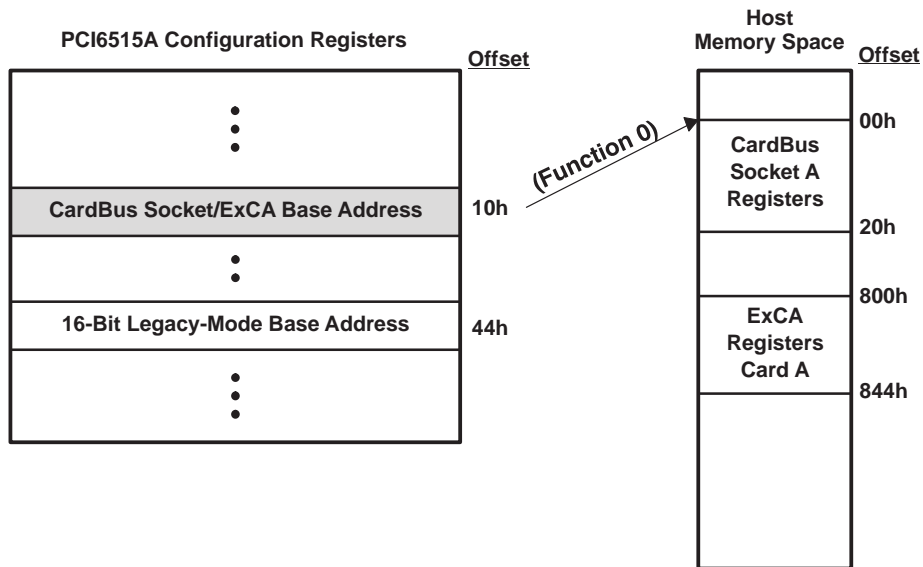 PCI6515A Configuration Registers
Offset
CardBus Socket/ExCA Base Address
10h
16-Bit Legacy-Mode Base Address
44h
(Function 0)
Host
Memory Space
Offset
00h
CardBus
Socket A
Registers
20h
800h
ExCA
Registers
Card A
844h